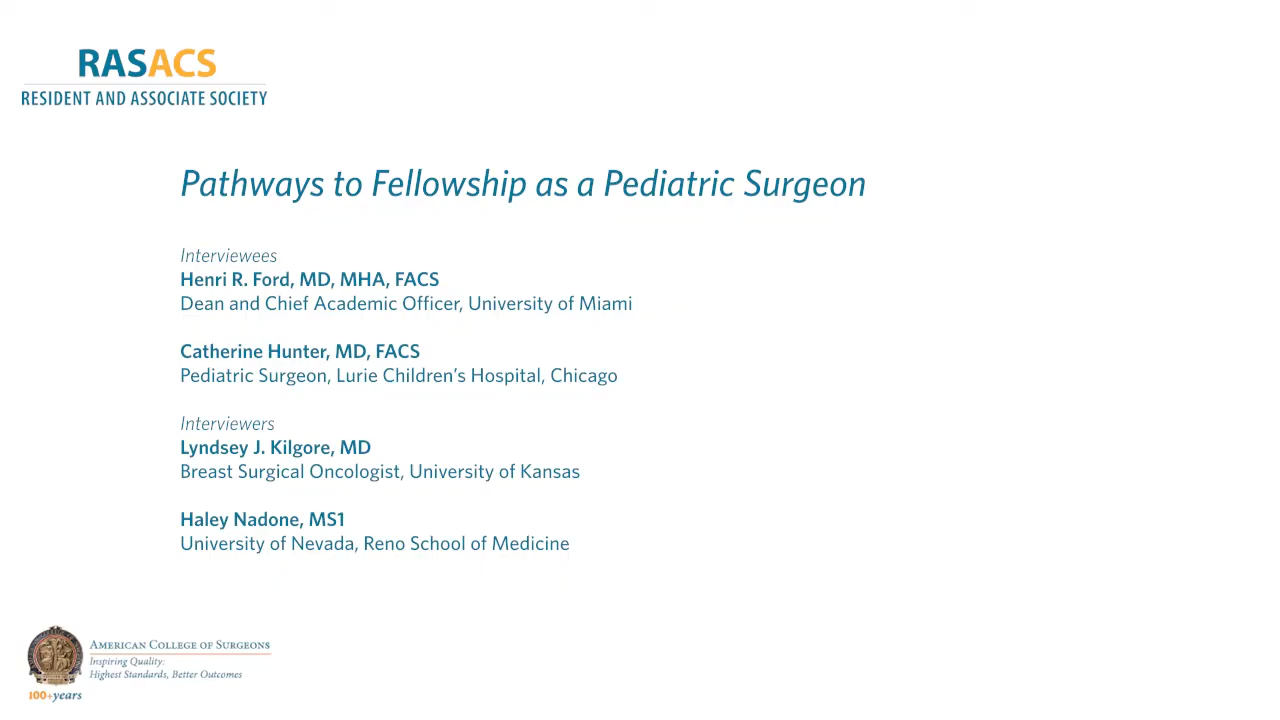 RASACS
RESIDENT AND ASSOCIATE SOCIETY
Pathways to Fellowship as a Pediatric Surgeon
Interviewees
Henri R. Ford, MD, MHA, FACS
Dean and Chief Academic Officer, University of Miami
Catherine Hunter, MD, FACS
Pediatric Surgeon, Lurie Children's Hospital, Chicago
Interviewers
Lyndsey J. Kilgore, MD
Breast Surgical Oncologist, University of Kansas
Haley Nadone, MS1
University of Nevada, Reno School of Medicine
American College of Surgeons
Inspiring Quality:
Highest Standards, Better Outcomes
100+years